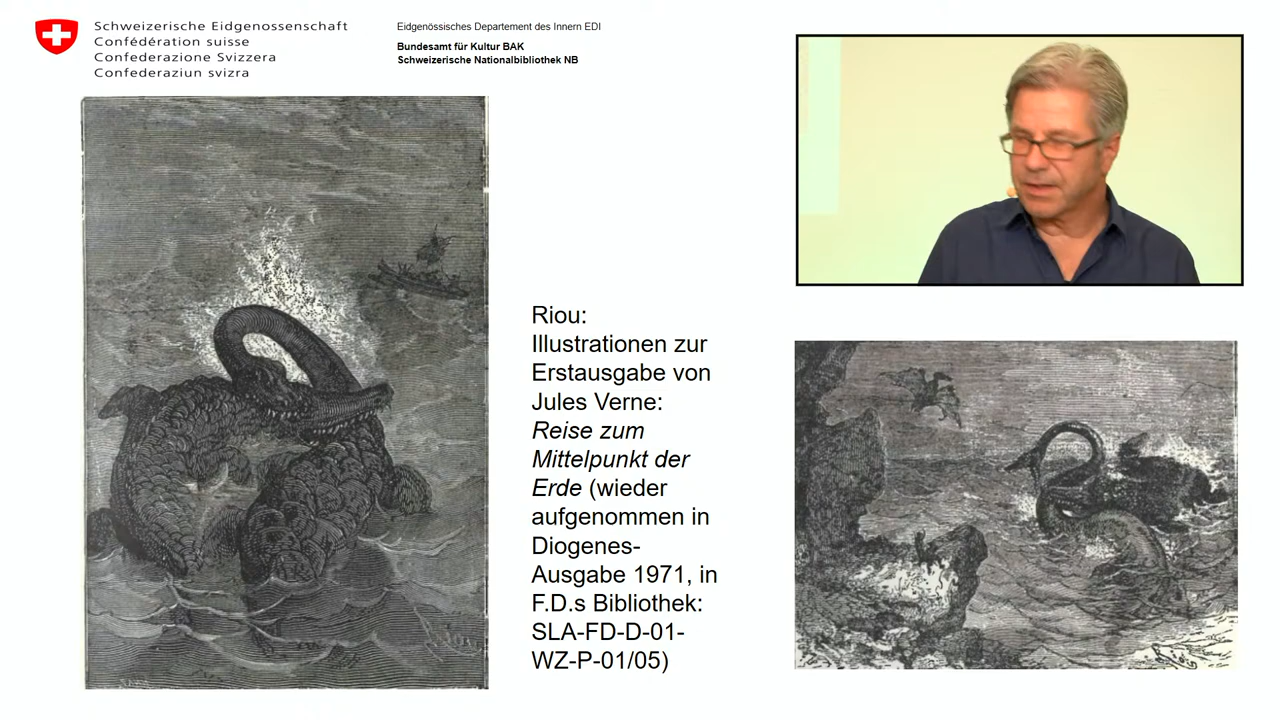 Schweizerische Eidgenossenschaft
Confédération suisse
Confederazione Svizzera
Confederaziun svizra
Eidgenössisches Departement des Innern EDI
Bundesamt für Kultur BAK
Schweizerische Nationalbibliothek NB
Riou:
Illustrationen zur
Erstausgabe von
Jules Verne:
Reise zum
Mittelpunkt der
Erde (wieder
aufgenommen in
Diogenes-
Ausgabe 1971, in
F.D.s Bibliothek:
SLA-FD-D-01-
WZ-P-01/05)